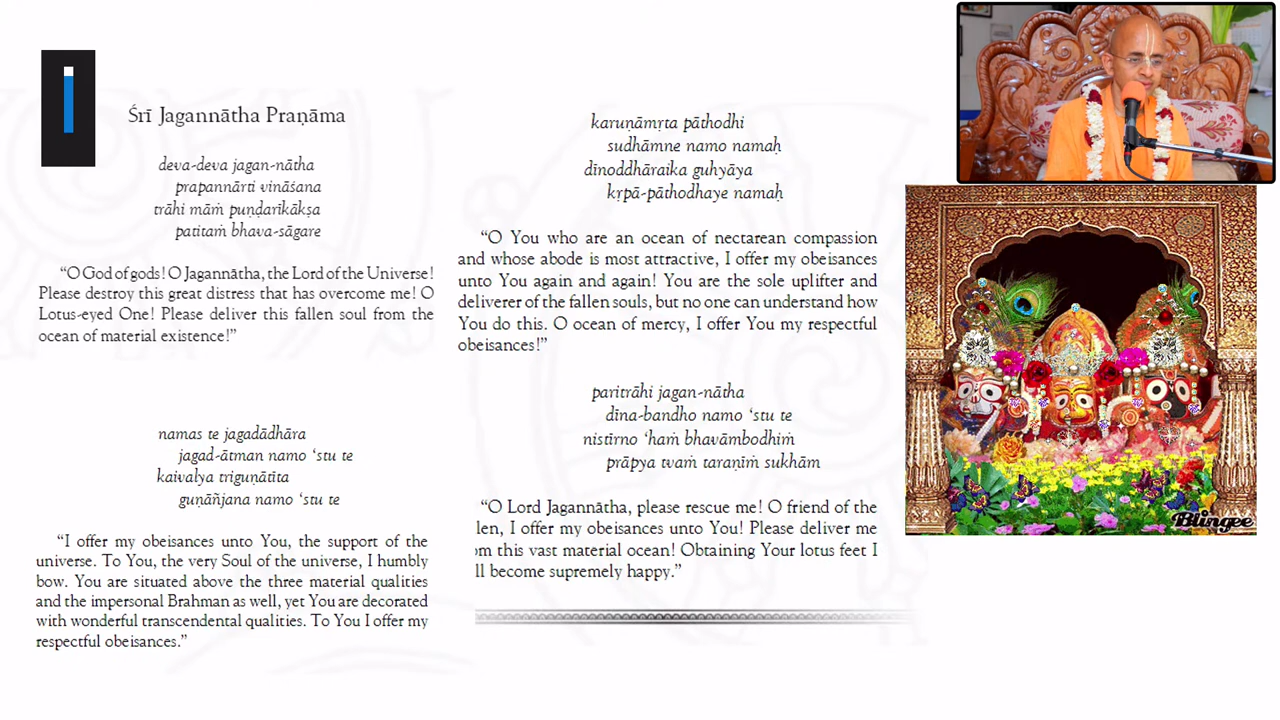 Śrī Jagannātha Praṇāma
deva-deva jagan-nātha
prapannārti vināśana
trāhi māṁ puṇḍarīkākṣa
patitaṁ bhava-sāgare
“O God of gods! O Jagannātha, the Lord of the Universe!
Please destroy this great distress that has overcome me! O
Lotus-eyed One! Please deliver this fallen soul from the
ocean of material existence!”
namas te jagadādhāra
jagad-ātman namo ‘stu te
kaivalya triguṇātīta
guṇāñjana namo ‘stu te
“I offer my obeisances unto You, the support of the
universe. To You, the very Soul of the universe, I humbly
bow. You are situated above the three material qualities
and the impersonal Brahman as well, yet You are decorated
with wonderful transcendental qualities. To You I offer my
respectful obeisances.”
karuṇāmṛta pāthodhi
sudhāmne namo namaḥ
dīnoddhāraika guhyāya
kṛpā-pāthodhaye namaḥ
“O You who are an ocean of nectarean compassion
and whose abode is most attractive, I offer my obeisances
unto You again and again! You are the sole uplifter and
deliverer of the fallen souls, but no one can understand how
You do this. O ocean of mercy, I offer You my respectful
obeisances!”
paritrāhi jagan-nātha
dīna-bandho namo ‘stu te
nistīrno ‘haṁ bhavāmbodhiṁ
prāpya tvaṁ taraṇīṁ sukhām
“O Lord Jagannātha, please rescue me! O friend of the
len, I offer my obeisances unto You! Please deliver me
om this vast material ocean! Obtaining Your lotus feet I
ll become supremely happy.”
Blingee